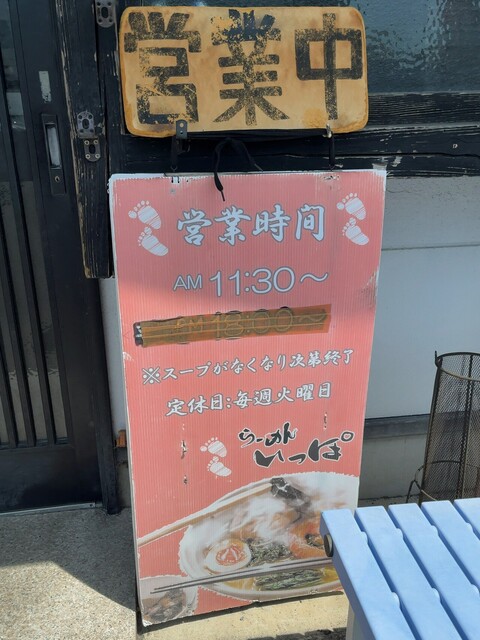 営業中
営業時間
AM 11:30～
※スープがなくなり次第終了
定休日:毎週火曜日
らーめん
いっぱ°